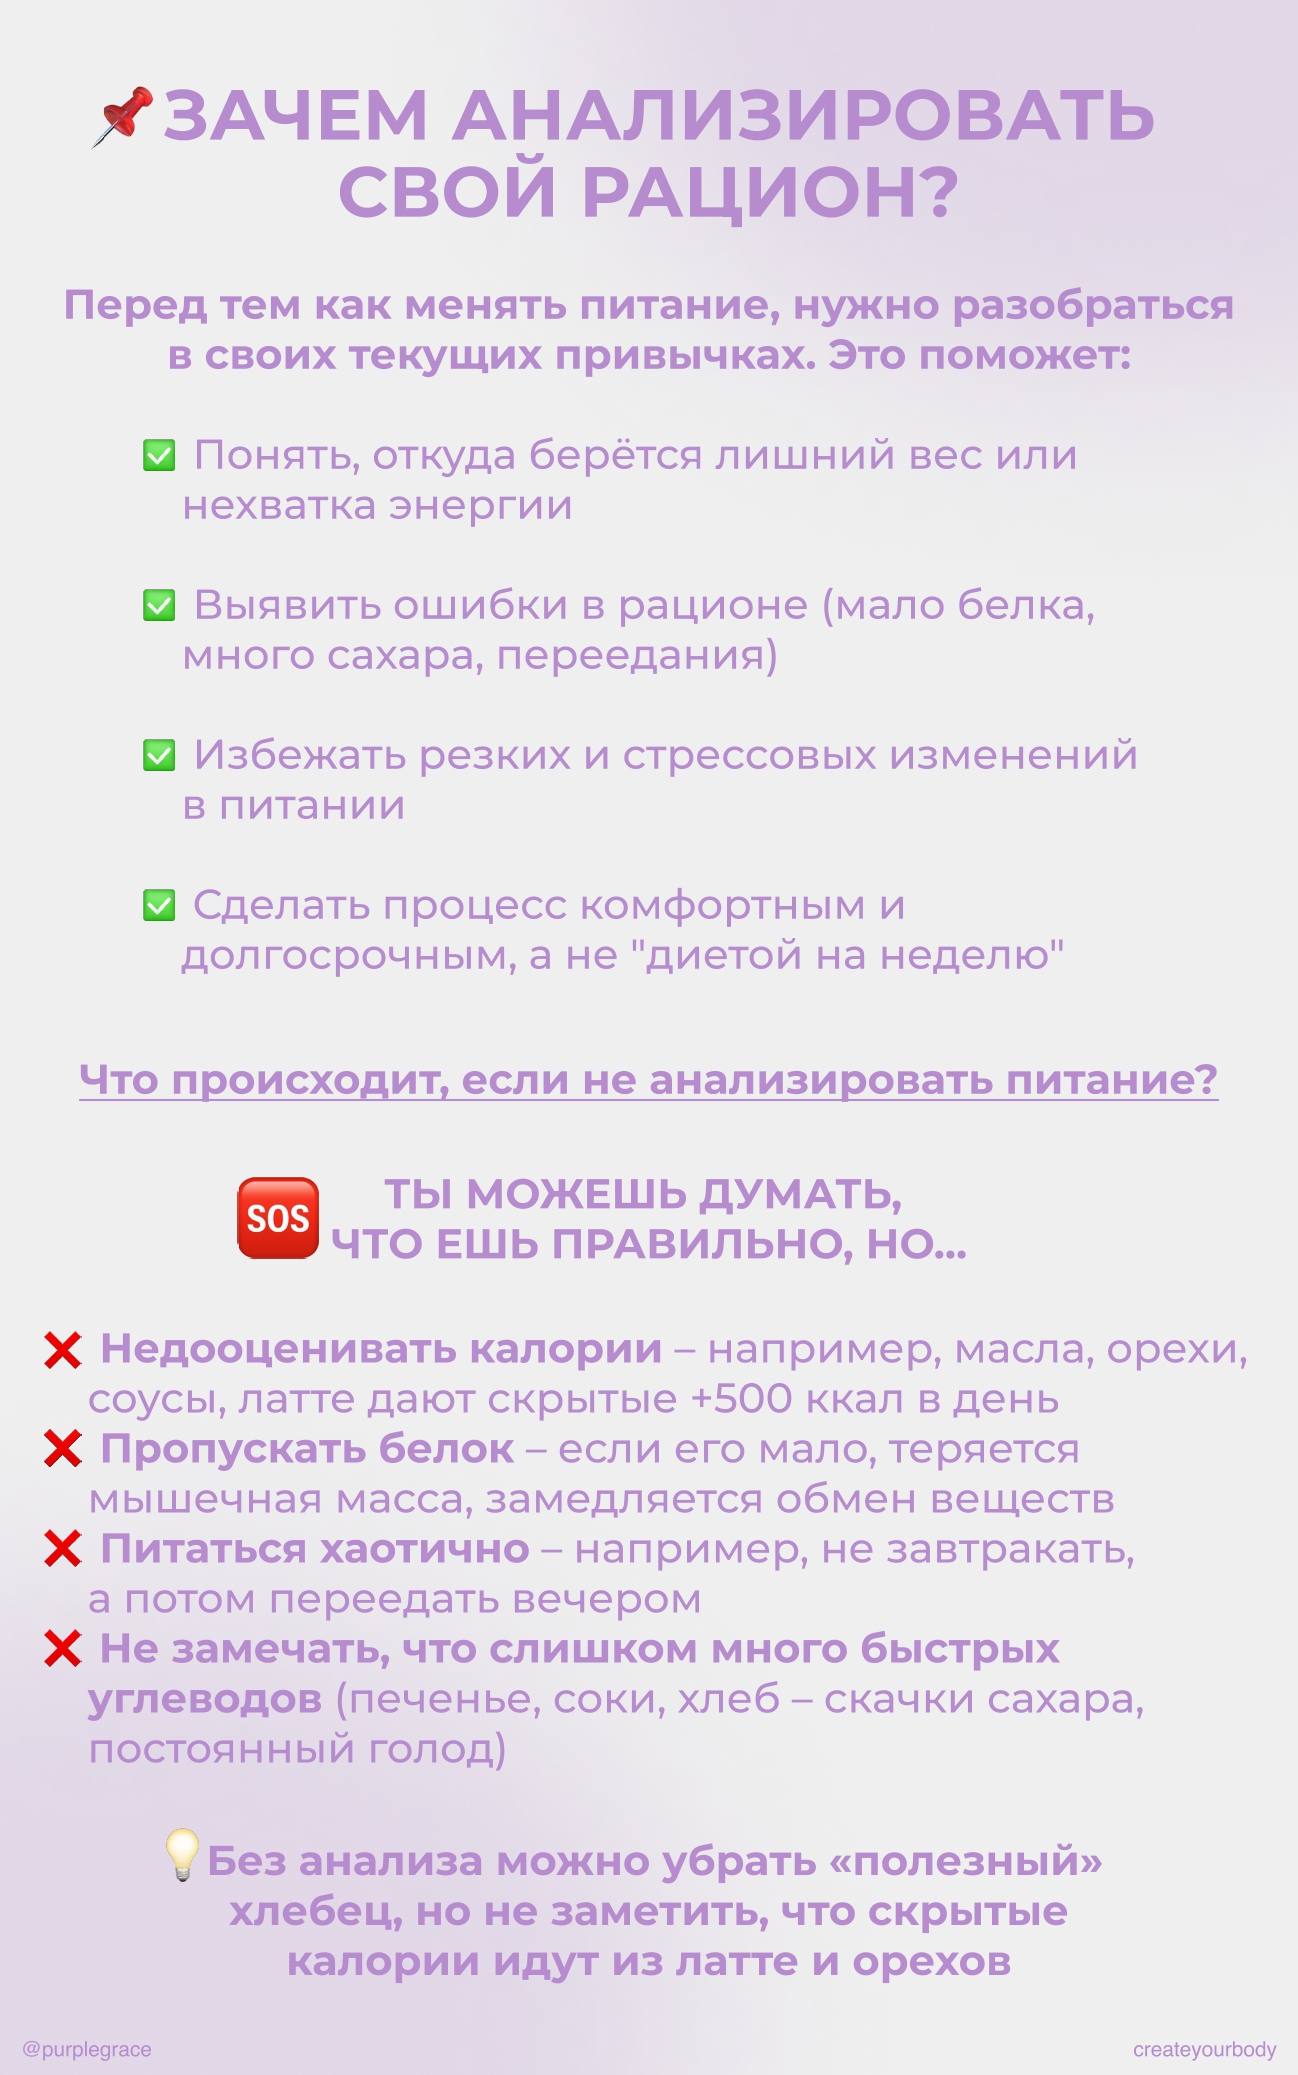 📌ЗАЧЕМ АНАЛИЗИРОВАТЬ
СВОЙ РАЦИОН?
Перед тем как менять питание, нужно разобраться
в своих текущих привычках. Это поможет:
✅ Понять, откуда берётся лишний вес или
нехватка энергии
✅ Выявить ошибки в рационе (мало белка,
много сахара, переедания)
✅ Избежать резких и стрессовых изменений
в питании
✅ Сделать процесс комфортным и
долгосрочным, а не "диетой на неделю"
Что происходит, если не анализировать питание?
🆘 ТЫ МОЖЕШЬ ДУМАТЬ,
ЧТО ЕШЬ ПРАВИЛЬНО, НО...
❌ Недооценивать калории – например, масла, орехи,
соусы, латте дают скрытые +500 ккал в день
❌ Пропускать белок – если его мало, теряется
мышечная масса, замедляется обмен веществ
❌ Питаться хаотично – например, не завтракать,
а потом переедать вечером
❌ Не замечать, что слишком много быстрых
углеводов (печенье, соки, хлеб – скачки сахара,
постоянный голод)
💡Без анализа можно убрать «полезный»
хлебец, но не заметить, что скрытые
калории идут из латте и орехов
@purplegrace
createyourbody